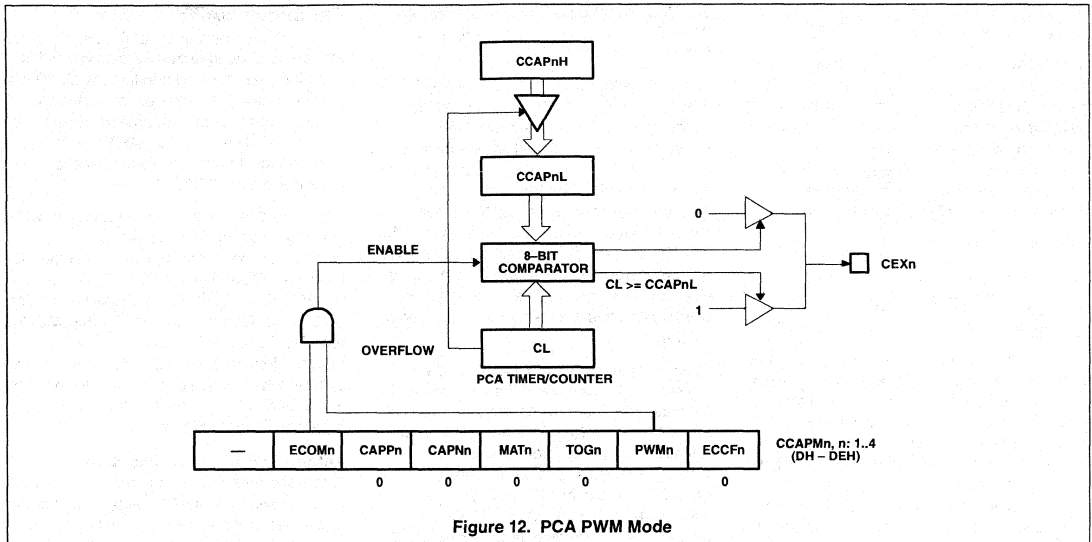 CCAPnH
CCAPnL
0
ENABLE
8–BIT
COMPARATOR
CEXn
CL >= CCAPnL
1
OVERFLOW
CL
PCA TIMER/COUNTER
— ECOMn CAPPn CAPNn MATn TOGn PWMn ECCFn
CCAPMn, n: 1..4
(DH – DEH)
0 0 0 0 0
Figure 12. PCA PWM Mode